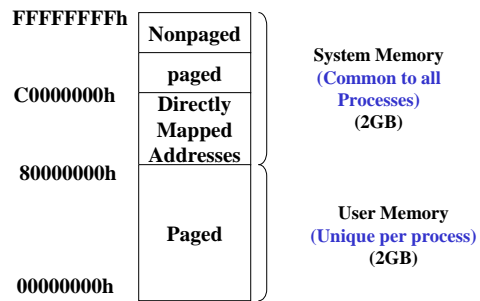 FFFFFFFFh
Nonpaged
paged
C0000000h
Directly
Mapped
Addresses
80000000h
Paged
00000000h
System Memory
(Common to all
Processes)
(2GB)
User Memory
(Unique per process)
(2GB)